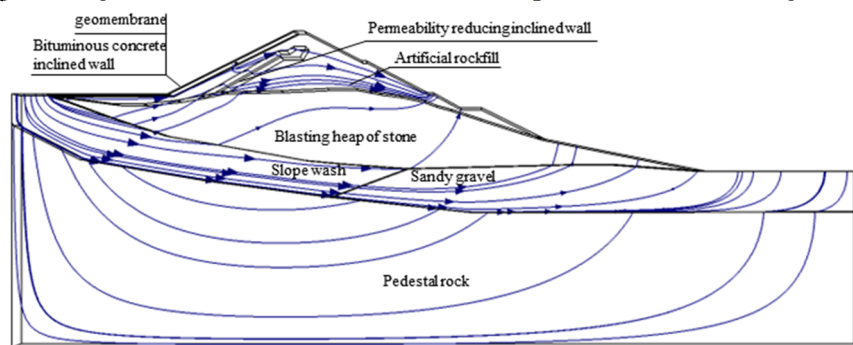 geomembrane
Bituminous concrete
inclined wall
Permeability reducing inclined wall
Artificial rockfill
Blasting heap of stone
Slope wash
Sandy gravel
Pedestal rock